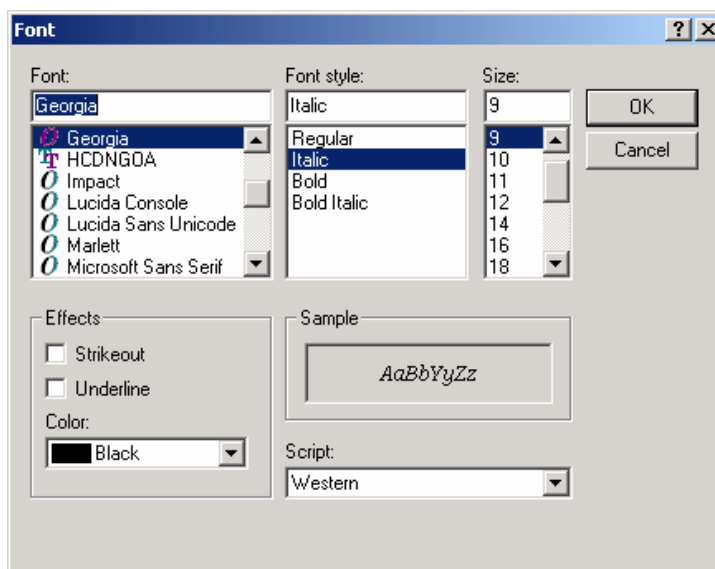 Font
Font: Font style: Size:
Georgia Italic 9 OK
Georgia Regular 9 Cancel
HCDNGOA Italic 10
Impact Bold 11
Lucida Console Bold Italic 12
Lucida Sans Unicode 14
Marlett 16
Microsoft Sans Serif 18
Effects Sample
Strikeout
AaBbYyZz
Underline
Color:
Black Script:
Western